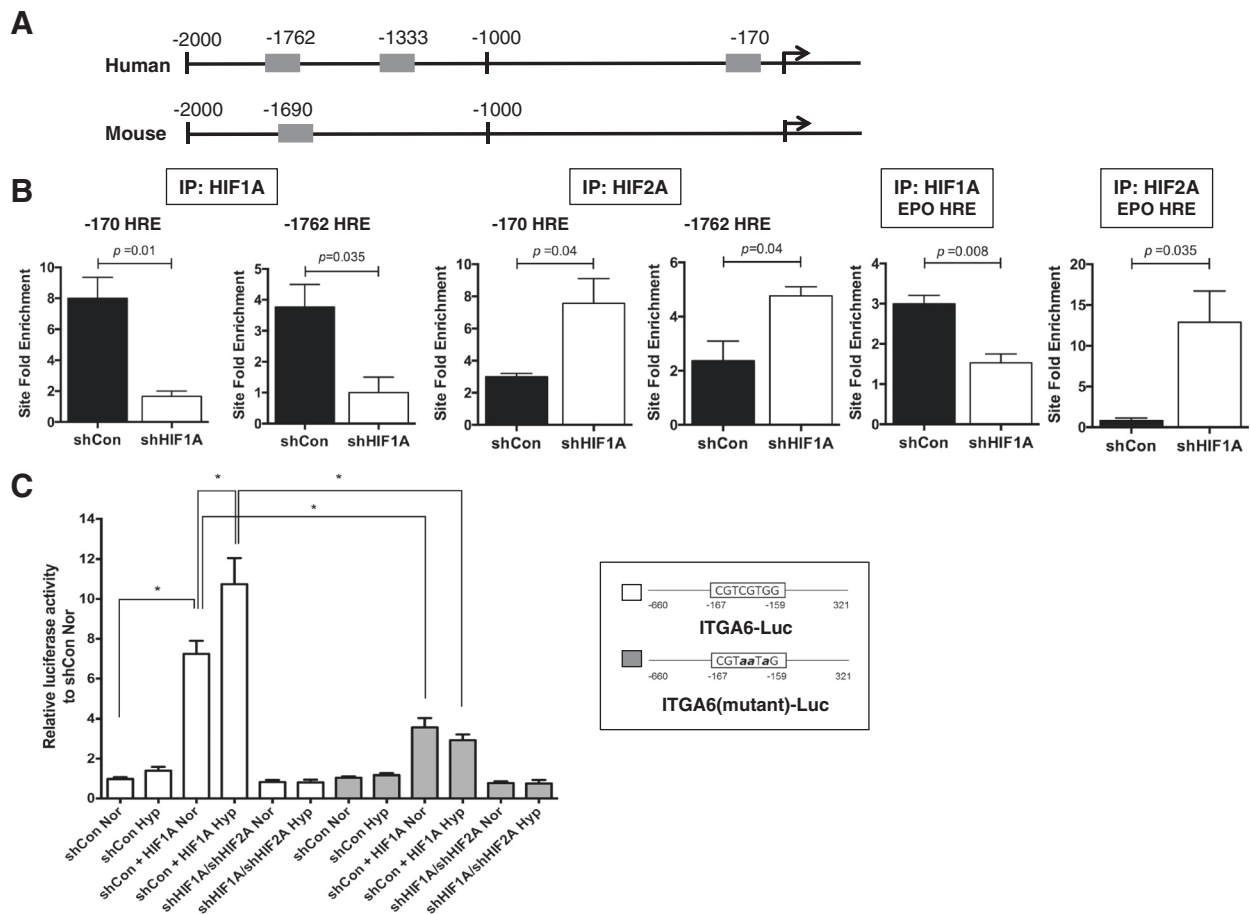 A
-2000 -1762 -1333 -1000 -170
Human
-2000 -1690 -1000
Mouse
B
IP: HIF1A
IP: HIF2A
IP: HIF1A
EPO HRE
IP: HIF2A
EPO HRE
-170 HRE
-1762 HRE
-170 HRE
-1762 HRE
Site Fold Enrichment
10
8
6
4
2
0
p =0.01
shCon shHIF1A
Site Fold Enrichment
5
4
3
2
1
0
p=0.035
shCon shHIF1A
Site Fold Enrichment
10
8
6
4
2
0
p =0.04
shCon shHIF1A
Site Fold Enrichment
6
4
2
0
p =0.04
shCon shHIF1A
Site Fold Enrichment
4
3
2
1
0
p =0.008
shCon shHIF1A
Site Fold Enrichment
20
15
10
5
0
p =0.035
shCon shHIF1A
C
Relative luciferase activity
to shCon Nor
14
12
10
8
6
4
2
0
*
*
*
*
shCon Nor
shCon Hyp
shCon + HIF1A Nor
shCon + HIF1A Hyp
shHIF1A/shHIF2A Nor
shHIF1A/shHIF2A Hyp
shCon Nor
shCon Hyp
shCon + HIF1A Nor
shCon + HIF1A Hyp
shHIF1A/shHIF2A Nor
shHIF1A/shHIF2A Hyp
CGTCGTGG
-660 -167 -159 321
ITGA6-Luc
CGTaaTaG
-660 -167 -159 321
ITGA6(mutant)-Luc